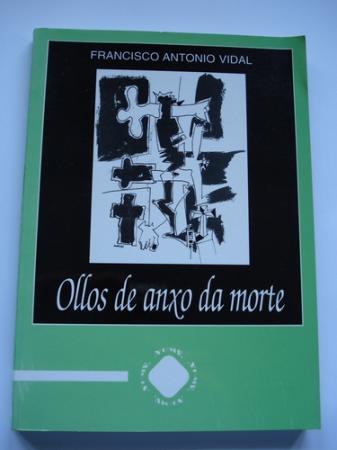 FRANCISCO ANTONIO VIDAL
Ollos de anxo da morte